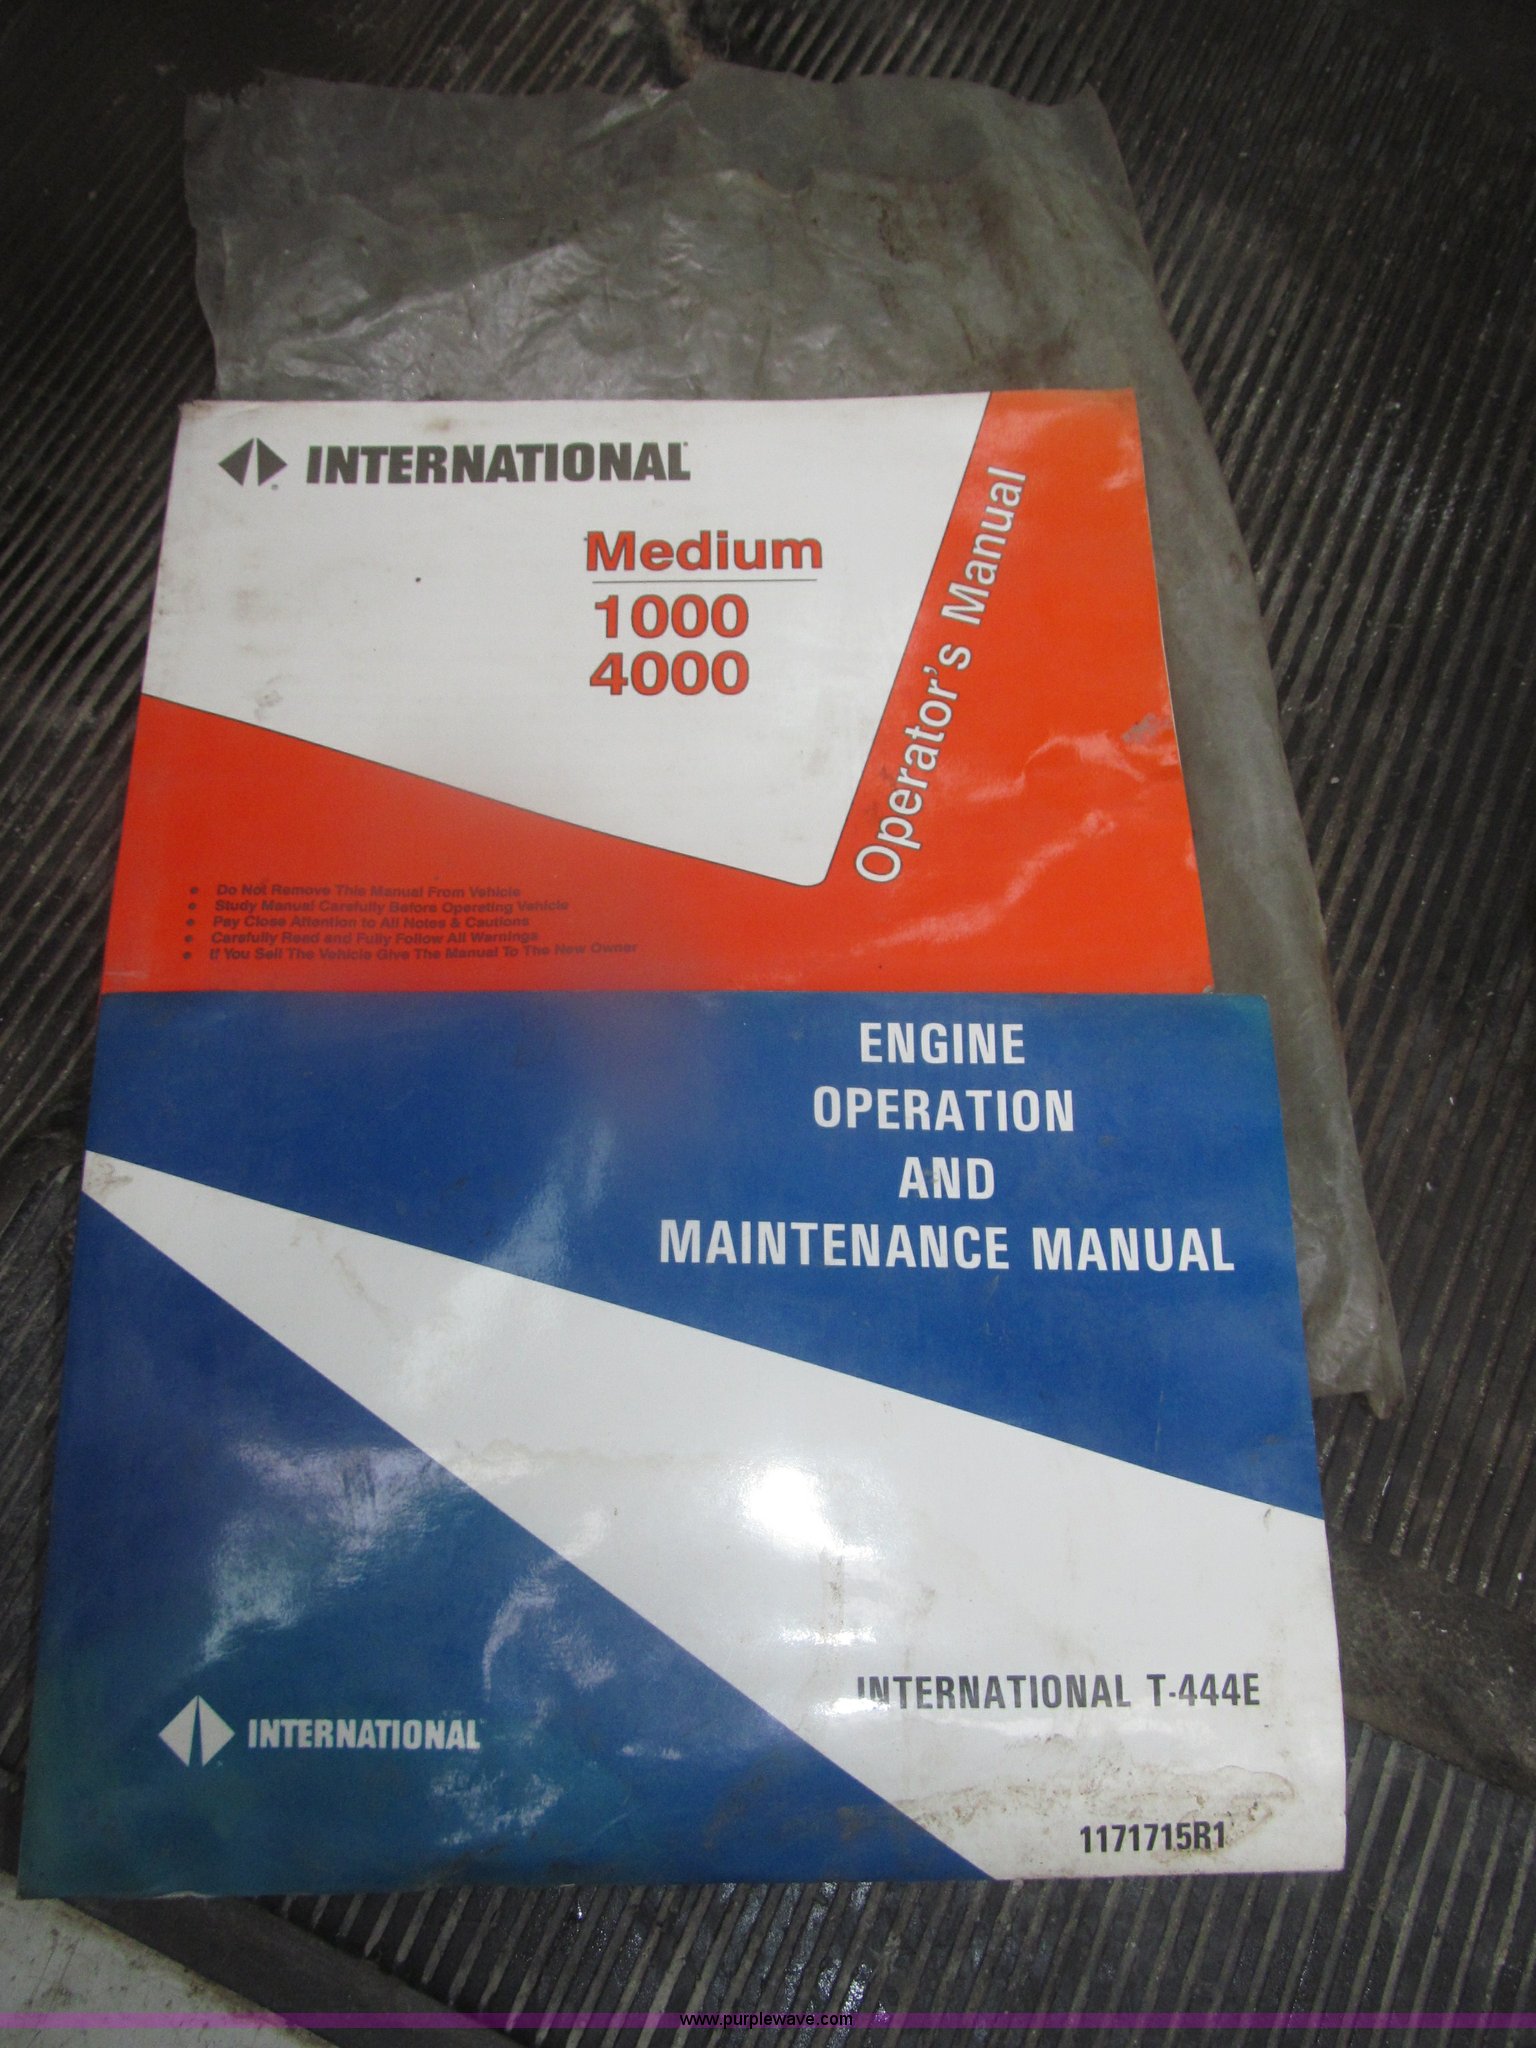 INTERNATIONAL®
Medium
1000
4000
Operator's Manual
• Do Not Remove This Manual From Vehicle
• Study Manual Carefully Before Operating Vehicle
• Pay Close Attention to All Notes & Cautions
• Carefully Read and Fully Follow All Warnings
• If You Sell The Vehicle Give The Manual To The New Owner
ENGINE
OPERATION
AND
MAINTENANCE MANUAL
INTERNATIONAL T-444E
INTERNATIONAL
1171715R1
www.purplewave.com